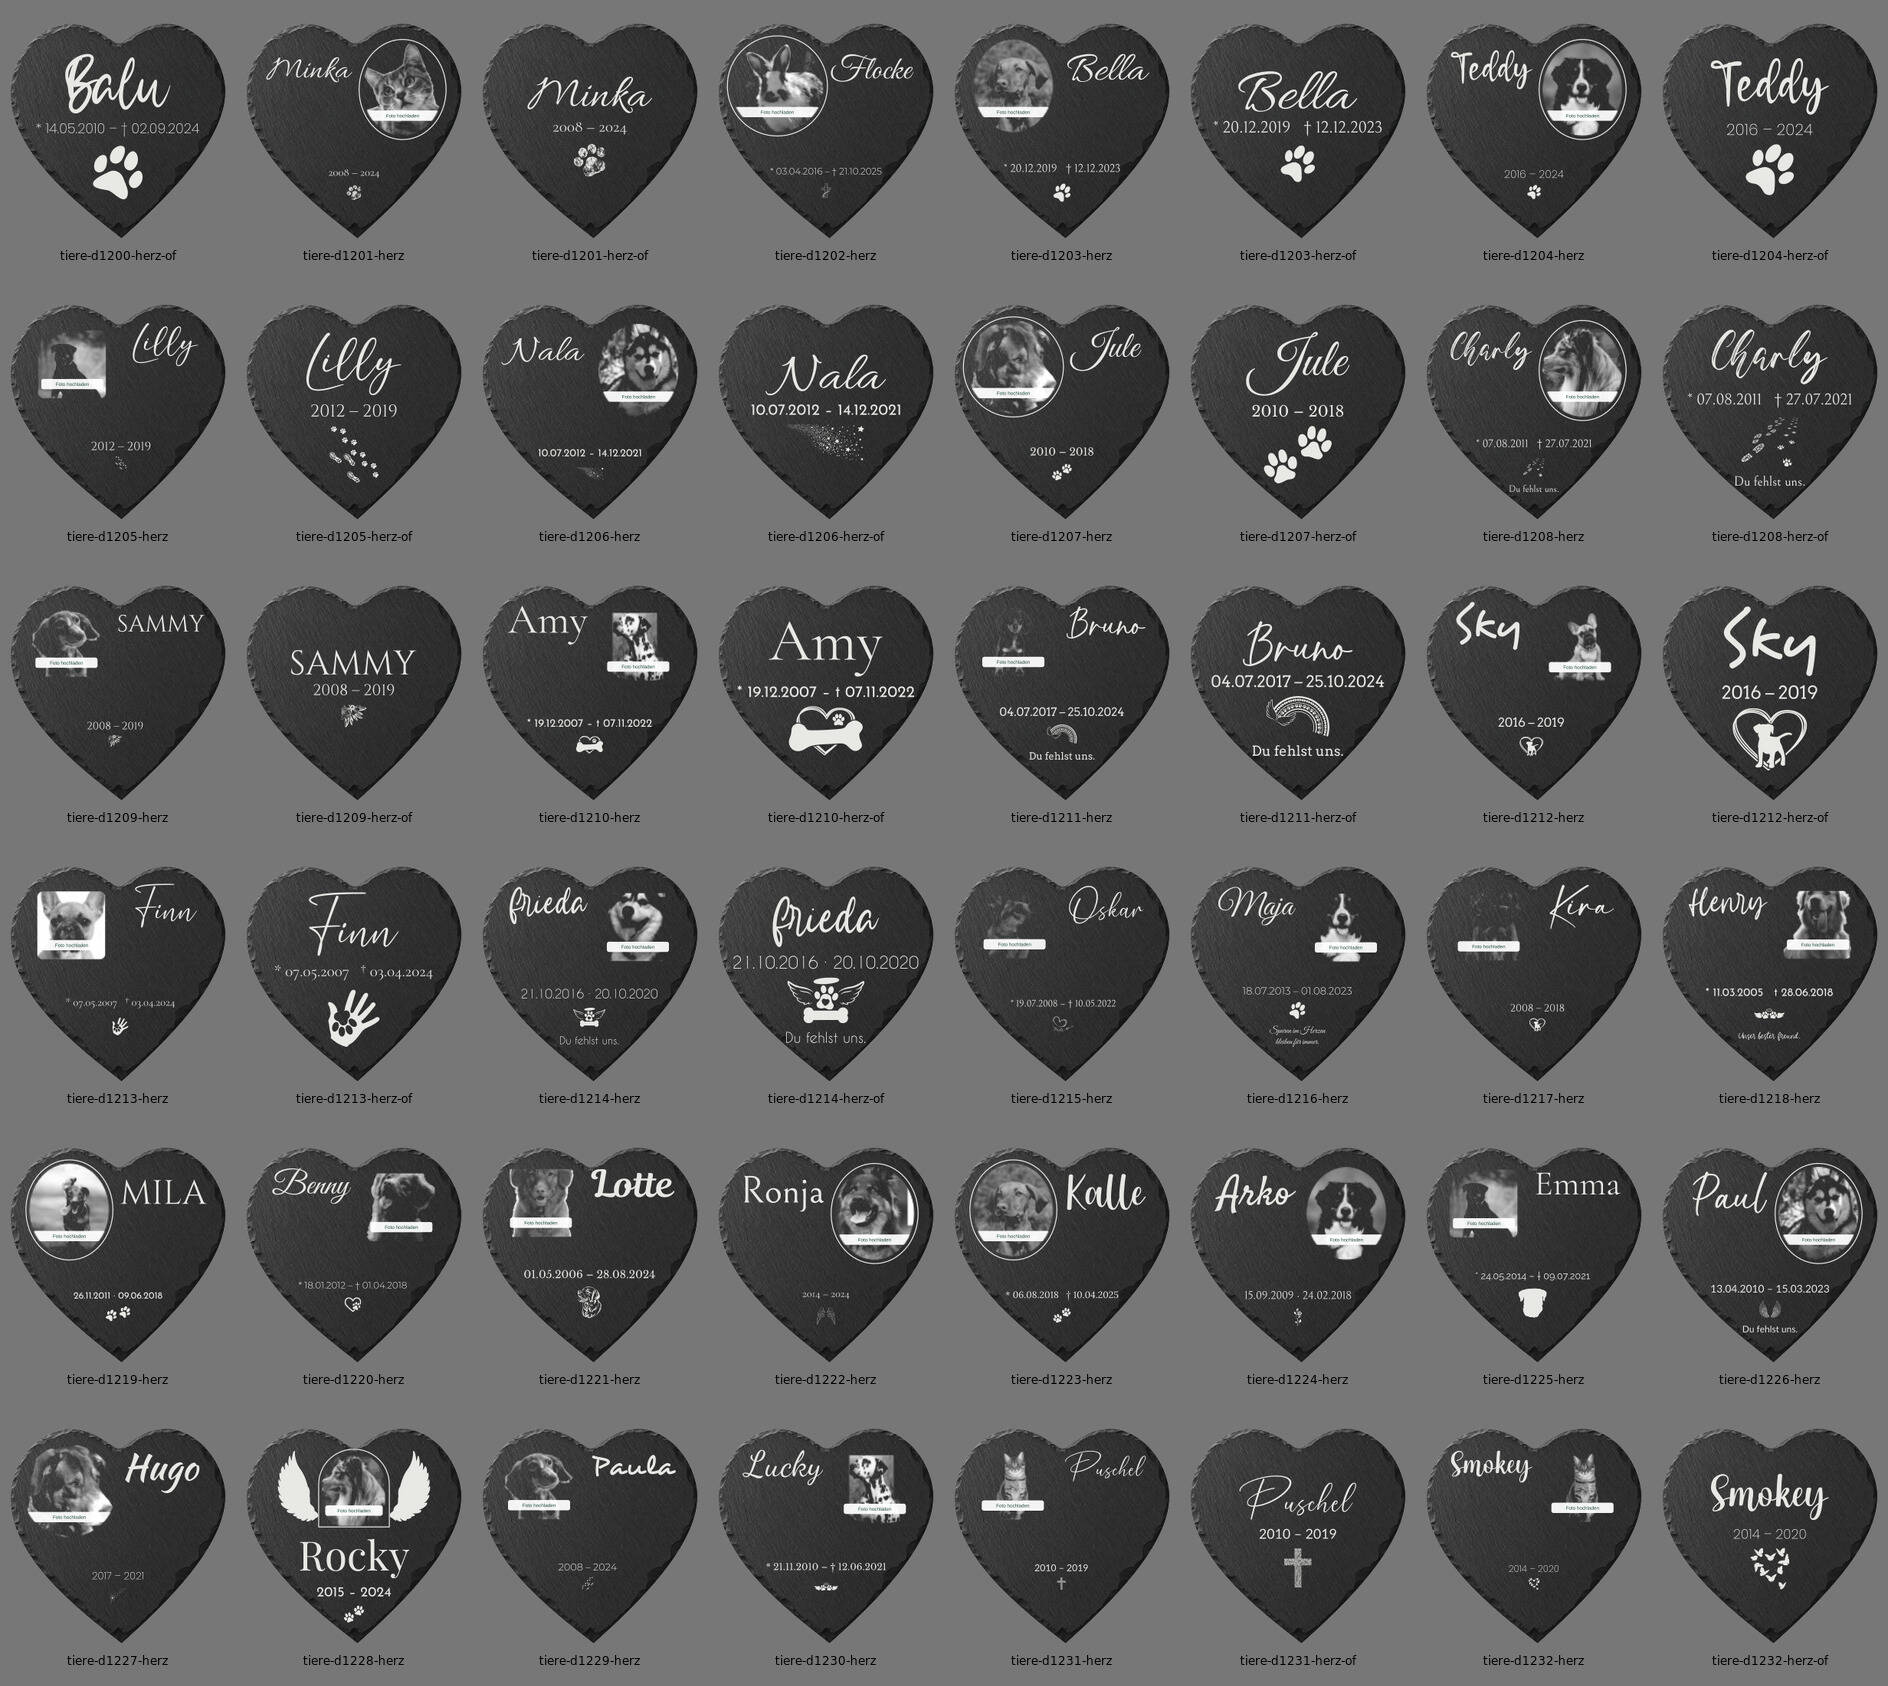 Balu
* 14.05.2010 – † 02.09.2024
tiere-d1200-herz-of
Minka
Foto hochladen
2008 – 2024
tiere-d1201-herz
Minka
2008 – 2024
tiere-d1201-herz-of
Flocke
Foto hochladen
* 03.04.2016 – † 21.10.2025
tiere-d1202-herz
Bella
Foto hochladen
* 20.12.2019 † 12.12.2023
tiere-d1203-herz
Bella
* 20.12.2019 † 12.12.2023
tiere-d1203-herz-of
Teddy
Foto hochladen
2016 – 2024
tiere-d1204-herz
Teddy
2016 – 2024
tiere-d1204-herz-of
Lilly
Foto hochladen
2012 – 2019
tiere-d1205-herz
Lilly
2012 – 2019
tiere-d1205-herz-of
Nala
Foto hochladen
10.07.2012 - 14.12.2021
tiere-d1206-herz
Nala
10.07.2012 - 14.12.2021
tiere-d1206-herz-of
Jule
Foto hochladen
2010 – 2018
tiere-d1207-herz
Jule
2010 – 2018
tiere-d1207-herz-of
Charly
Foto hochladen
* 07.08.2011 † 27.07.2021
Du fehlst uns.
tiere-d1208-herz
Charly
* 07.08.2011 † 27.07.2021
Du fehlst uns.
tiere-d1208-herz-of
SAMMY
Foto hochladen
2008 – 2019
tiere-d1209-herz
SAMMY
2008 – 2019
tiere-d1209-herz-of
Amy
Foto hochladen
* 19.12.2007 - † 07.11.2022
tiere-d1210-herz
Amy
* 19.12.2007 - † 07.11.2022
tiere-d1210-herz-of
Bruno
Foto hochladen
04.07.2017 – 25.10.2024
Du fehlst uns.
tiere-d1211-herz
Bruno
04.07.2017 – 25.10.2024
Du fehlst uns.
tiere-d1211-herz-of
Sky
Foto hochladen
2016 – 2019
tiere-d1212-herz
Sky
2016 – 2019
tiere-d1212-herz-of
Finn
Foto hochladen
* 07.05.2007 † 03.04.2024
tiere-d1213-herz
Finn
* 07.05.2007 † 03.04.2024
tiere-d1213-herz-of
frieda
Foto hochladen
21.10.2016 · 20.10.2020
Du fehlst uns.
tiere-d1214-herz
frieda
21.10.2016 · 20.10.2020
Du fehlst uns.
tiere-d1214-herz-of
Oskar
Foto hochladen
* 19.07.2008 – † 10.05.2022
tiere-d1215-herz
Maja
Foto hochladen
18.07.2013 – 01.08.2023
Spuren im Herzen
bleiben für immer.
tiere-d1216-herz
Kira
Foto hochladen
2008 – 2018
tiere-d1217-herz
Henry
Foto hochladen
* 11.03.2005 † 28.06.2018
Unser bester Freund.
tiere-d1218-herz
MILA
Foto hochladen
26.11.2011 · 09.06.2018
tiere-d1219-herz
Benny
Foto hochladen
* 18.01.2012 – † 01.04.2018
tiere-d1220-herz
Lotte
Foto hochladen
01.05.2006 – 28.08.2024
tiere-d1221-herz
Ronja
Foto hochladen
2014 – 2024
tiere-d1222-herz
Kalle
Foto hochladen
* 06.08.2018 † 10.04.2025
tiere-d1223-herz
Arko
Foto hochladen
15.09.2009 · 24.02.2018
tiere-d1224-herz
Emma
Foto hochladen
* 24.05.2014 – † 09.07.2021
tiere-d1225-herz
Paul
Foto hochladen
13.04.2010 - 15.03.2023
Du fehlst uns.
tiere-d1226-herz
Hugo
Foto hochladen
2017 – 2021
tiere-d1227-herz
Foto hochladen
Rocky
2015 - 2024
tiere-d1228-herz
Paula
Foto hochladen
2008 – 2024
tiere-d1229-herz
Lucky
Foto hochladen
* 21.11.2010 – † 12.06.2021
tiere-d1230-herz
Puschel
Foto hochladen
2010 - 2019
tiere-d1231-herz
Puschel
2010 - 2019
tiere-d1231-herz-of
Smokey
Foto hochladen
2014 – 2020
tiere-d1232-herz
Smokey
2014 – 2020
tiere-d1232-herz-of